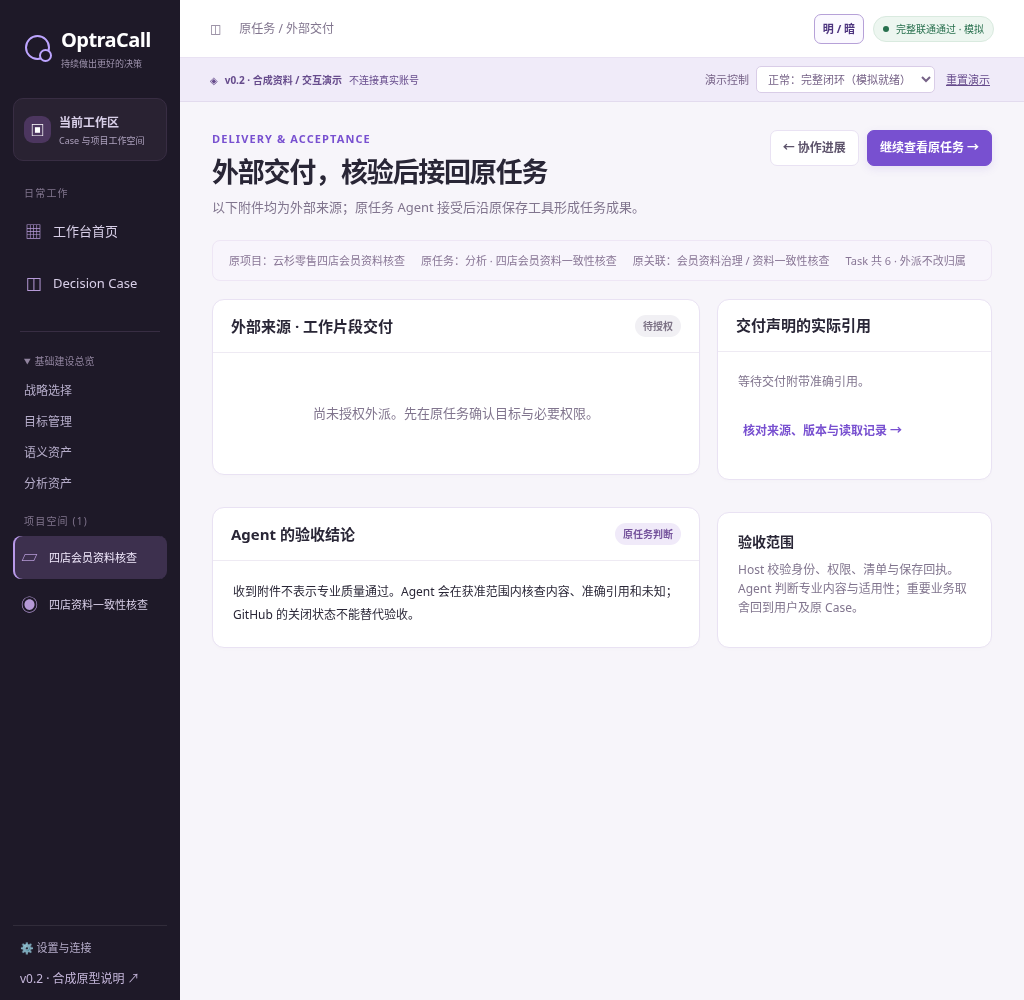 OptraCall
持续做出更好的决策
当前工作区
Case 与项目工作空间
日常工作
工作台首页
Decision Case
▼ 基础建设总览
战略选择
目标管理
语义资产
分析资产
项目空间 (1)
四店会员资料核查
四店资料一致性核查
设置与连接
v0.2 · 合成原型说明 ↗
原任务 / 外部交付
明 / 暗
完整联通通过 · 模拟
v0.2 · 合成资料 / 交互演示 不连接真实账号
演示控制
正常：完整闭环（模拟就绪）
重置演示
DELIVERY & ACCEPTANCE
外部交付，核验后接回原任务
以下附件均为外部来源；原任务 Agent 接受后沿原保存工具形成任务成果。
← 协作进展
继续查看原任务 →
原项目：云杉零售四店会员资料核查 原任务：分析 · 四店会员资料一致性核查 原关联：会员资料治理 / 资料一致性核查 Task 共 6 · 外派不改归属
外部来源 · 工作片段交付
待授权
尚未授权外派。先在原任务确认目标与必要权限。
交付声明的实际引用
等待交付附带准确引用。
核对来源、版本与读取记录 →
Agent 的验收结论
原任务判断
收到附件不表示专业质量通过。Agent 会在获准范围内核查内容、准确引用和未知；
GitHub 的关闭状态不能替代验收。
验收范围
Host 校验身份、权限、清单与保存回执。
Agent 判断专业内容与适用性；重要业务取
舍回到用户及原 Case。